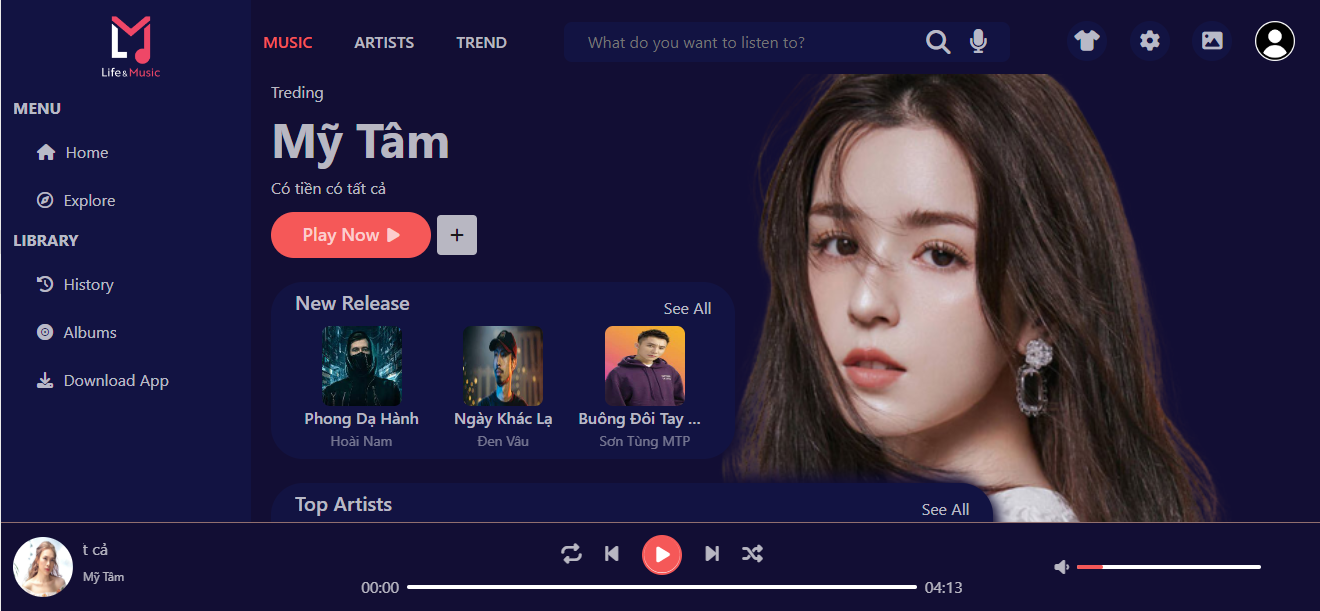 Life&Music
MENU
Home
Explore
LIBRARY
History
Albums
Download App
MUSIC
ARTISTS
TREND
What do you want to listen to?
Treding
Mỹ Tâm
Có tiền có tất cả
Play Now
+
New Release
See All
Phong Dạ Hành
Hoài Nam
Ngày Khác Lạ
Đen Vâu
Buông Đôi Tay ...
Sơn Tùng MTP
Top Artists
See All
t cả
Mỹ Tâm
00:00
04:13